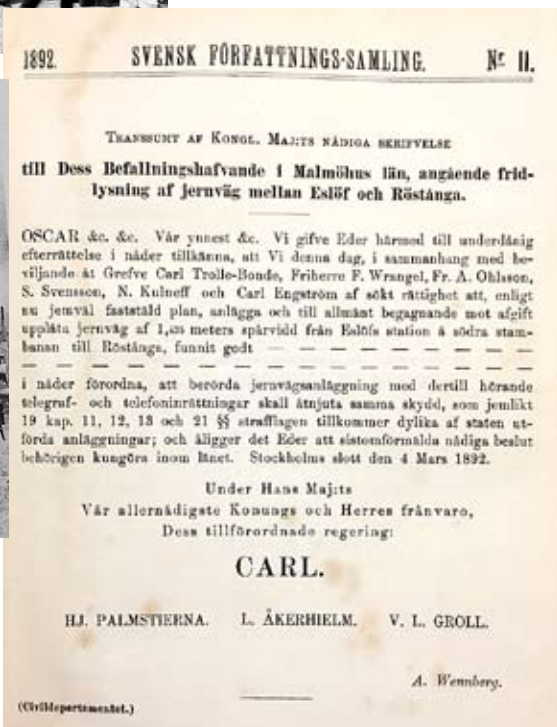 1892. SVENSK FÖRFATTNINGS-SAMLING. Nr 11.
TRANSSUMT AF KONGL. MAJ:TS NÅDIGA SKRIFVELSE
till Dess Befallningshafvande i Malmöhus län, angående frid-
lysning af jernväg mellan Eslöf och Röstånga.
OSCAR &c. &c. Vår ynnest &c. Vi gifve Eder härmed till underdånig
efterrättelse i nåder tillkänna, att Vi denna dag, i sammanhang med be-
viljande åt Grefve Carl Trolle-Bonde, Friherre F. Wrangel, Fr. A. Ohlsson,
S. Svensson, N. Kulneff och Carl Engström af sökt rättighet att, enligt
nu jemväl fastställd plan, anlägga och till allmänt begagnande mot afgift
upplåta jernväg af 1,435 meters spårvidd från Eslöfs station å södra stam-
banan till Röstånga, funnit godt — — — — — — — — — —
— — — — — — — — — — — — — — — — — — — —
i nåder förordna, att berörda jernvägsanläggning med dertill hörande
telegraf- och telefoninrättningar skall åtnjuta samma skydd, som jemlikt
19 kap. 11, 12, 13 och 21 §§ strafflagen tillkommer dylika af staten ut-
förda anläggningar; och åligger det Eder att sistomförmälda nådiga beslut
behörigen kungöra inom länet. Stockholms slott den 4 Mars 1892.
Under Hans Maj:ts
Vår allernådigste Konungs och Herres frånvaro,
Dess tillförordnade regering:
CARL.
HJ. PALMSTIERNA. L. ÅKERHIELM. V. L. GROLL.
A. Wennberg.
(Civildepartementet.)